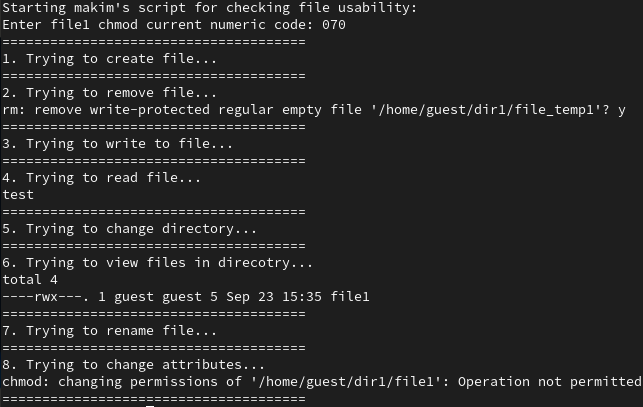 Starting makim's script for checking file usability:
Enter file1 chmod current numeric code: 070
======================================
1. Trying to create file...
======================================
2. Trying to remove file...
rm: remove write-protected regular empty file '/home/guest/dir1/file_temp1'? y
======================================
3. Trying to write to file...
======================================
4. Trying to read file...
test
======================================
5. Trying to change directory...
======================================
6. Trying to view files in direcotry...
total 4
----rwx---. 1 guest guest 5 Sep 23 15:35 file1
======================================
7. Trying to rename file...
======================================
8. Trying to change attributes...
chmod: changing permissions of '/home/guest/dir1/file1': Operation not permitted
======================================